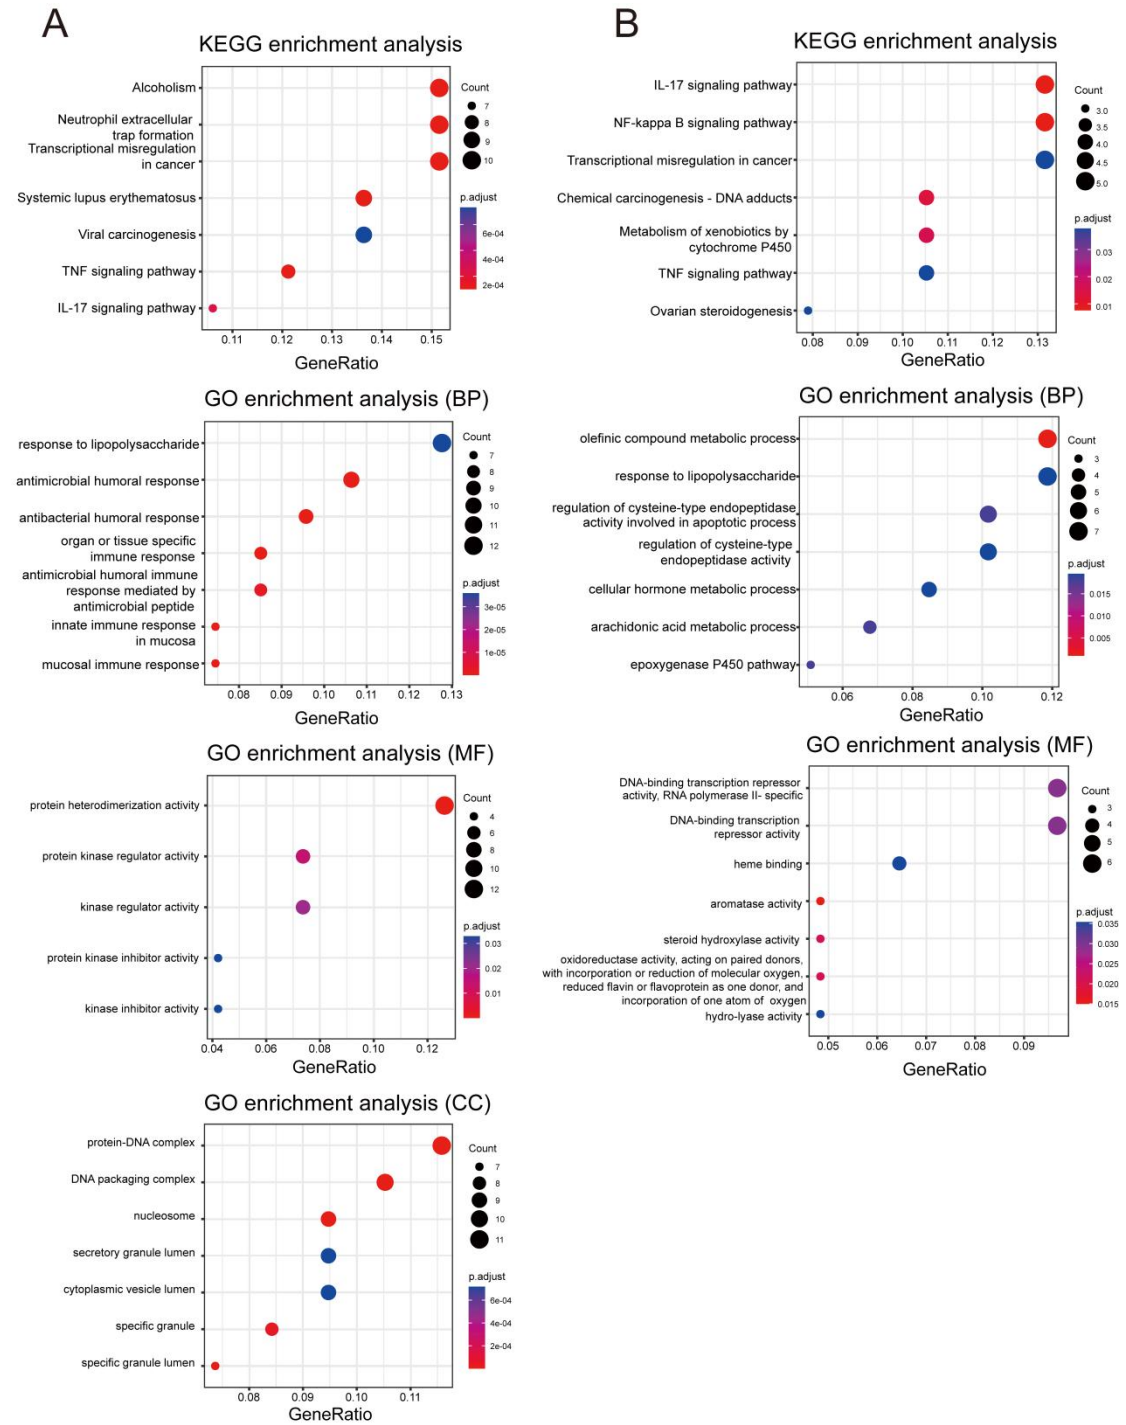 A
KEGG enrichment analysis
Alcoholism
Neutrophil extracellular
trap formation
Transcriptional misregulation
in cancer
Systemic lupus erythematosus
Viral carcinogenesis
TNF signaling pathway
IL-17 signaling pathway
0.11 0.12 0.13 0.14 0.15
GeneRatio
Count
7
8
9
10
p.adjust
6e-04
4e-04
2e-04
GO enrichment analysis (BP)
response to lipopolysaccharide
antimicrobial humoral response
antibacterial humoral response
organ or tissue specific
immune response
antimicrobial humoral immune
response mediated by
antimicrobial peptide
innate immune response
in mucosa
mucosal immune response
0.08 0.09 0.10 0.11 0.12 0.13
GeneRatio
Count
7
8
9
10
11
12
p.adjust
3e-05
2e-05
1e-05
GO enrichment analysis (MF)
protein heterodimerization activity
protein kinase regulator activity
kinase regulator activity
protein kinase inhibitor activity
kinase inhibitor activity
0.04 0.06 0.08 0.10 0.12
GeneRatio
Count
4
6
8
10
12
p.adjust
0.03
0.02
0.01
GO enrichment analysis (CC)
protein-DNA complex
DNA packaging complex
nucleosome
secretory granule lumen
cytoplasmic vesicle lumen
specific granule
specific granule lumen
0.08 0.09 0.10 0.11
GeneRatio
Count
7
8
9
10
11
p.adjust
6e-04
4e-04
2e-04
B
KEGG enrichment analysis
IL-17 signaling pathway
NF-kappa B signaling pathway
Transcriptional misregulation in cancer
Chemical carcinogenesis - DNA adducts
Metabolism of xenobiotics by
cytochrome P450
TNF signaling pathway
Ovarian steroidogenesis
0.08 0.09 0.10 0.11 0.12 0.13
GeneRatio
Count
3.0
3.5
4.0
4.5
5.0
p.adjust
0.03
0.02
0.01
GO enrichment analysis (BP)
olefinic compound metabolic process
response to lipopolysaccharide
regulation of cysteine-type endopeptidase
activity involved in apoptotic process
regulation of cysteine-type
endopeptidase activity
cellular hormone metabolic process
arachidonic acid metabolic process
epoxygenase P450 pathway
0.06 0.08 0.10 0.12
GeneRatio
Count
3
4
5
6
7
p.adjust
0.015
0.010
0.005
GO enrichment analysis (MF)
DNA-binding transcription repressor
activity, RNA polymerase II- specific
DNA-binding transcription
repressor activity
heme binding
aromatase activity
steroid hydroxylase activity
oxidoreductase activity, acting on paired donors,
with incorporation or reduction of molecular oxygen,
reduced flavin or flavoprotein as one donor, and
incorporation of one atom of oxygen
hydro-lyase activity
0.05 0.06 0.07 0.08 0.09
GeneRatio
Count
3
4
5
6
p.adjust
0.035
0.030
0.025
0.020
0.015